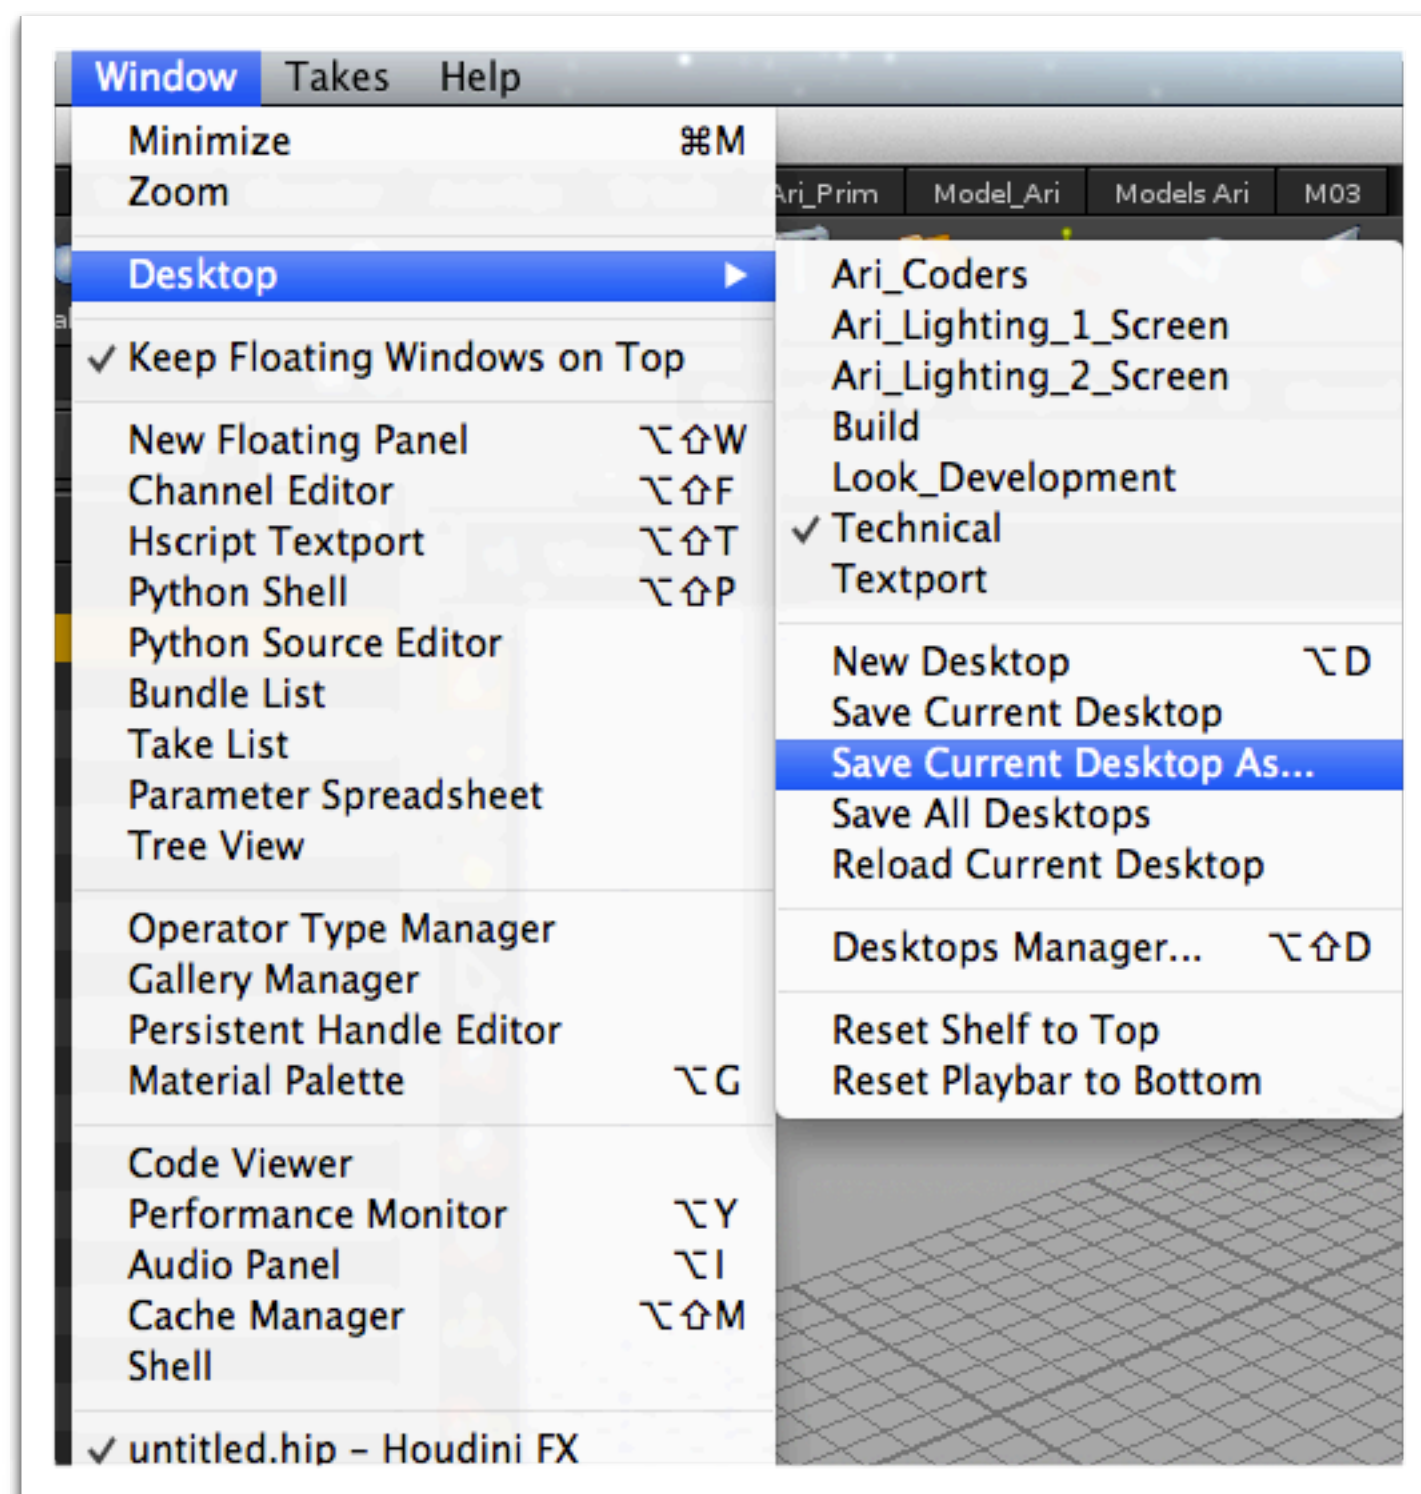 Window Takes Help
Minimize ⌘M
Zoom
Ari_Prim Model_Ari Models Ari M03
Desktop ▶
✓ Keep Floating Windows on Top
New Floating Panel ⌥⇧W
Channel Editor ⌥⇧F
Hscript Textport ⌥⇧T
Python Shell ⌥⇧P
Python Source Editor
Bundle List
Take List
Parameter Spreadsheet
Tree View
Operator Type Manager
Gallery Manager
Persistent Handle Editor
Material Palette ⌥G
Code Viewer
Performance Monitor ⌥Y
Audio Panel ⌥I
Cache Manager ⌥⇧M
Shell
✓ untitled.hip – Houdini FX
Ari_Coders
Ari_Lighting_1_Screen
Ari_Lighting_2_Screen
Build
Look_Development
✓ Technical
Textport
New Desktop ⌥D
Save Current Desktop
Save Current Desktop As...
Save All Desktops
Reload Current Desktop
Desktops Manager... ⌥⇧D
Reset Shelf to Top
Reset Playbar to Bottom